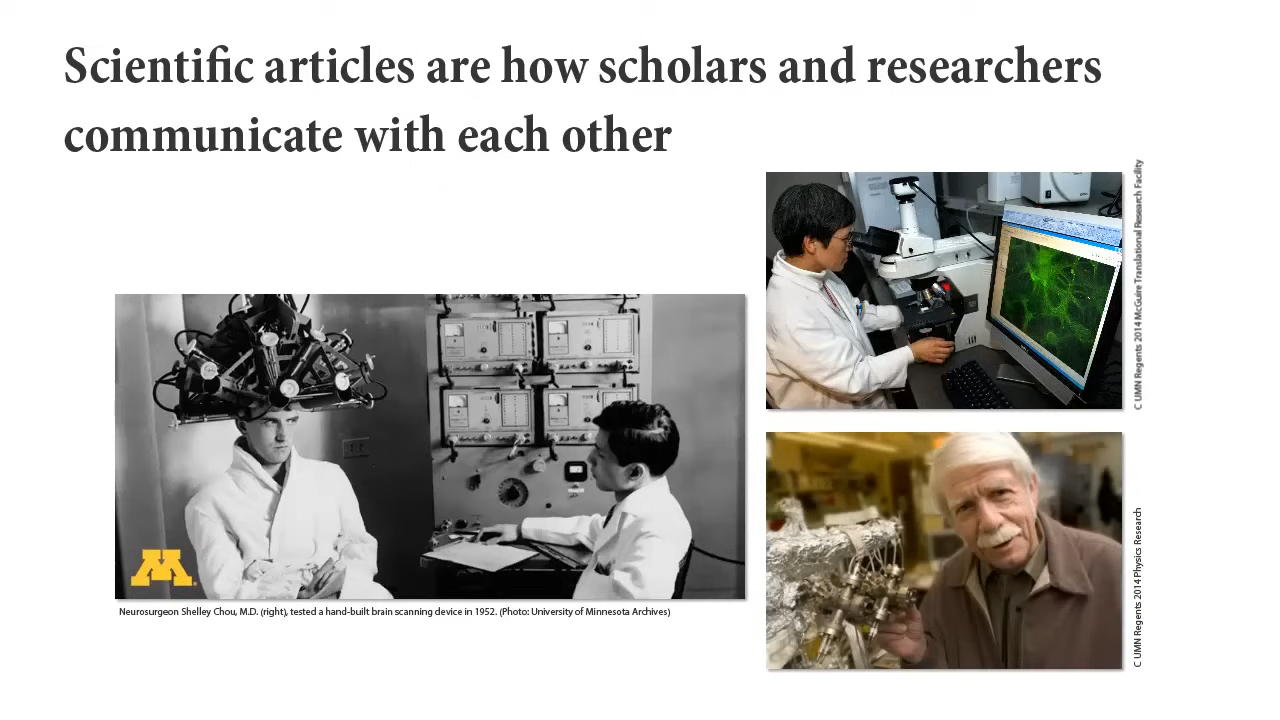 Scientific articles are how scholars and researchers
communicate with each other
C UMN Regents 2014 McGuire Translational Research Facility
M
Neurosurgeon Shelley Chou, M.D. (right), tested a hand-built brain scanning device in 1952. (Photo: University of Minnesota Archives)
C UMN Regents 2014 Physics Research